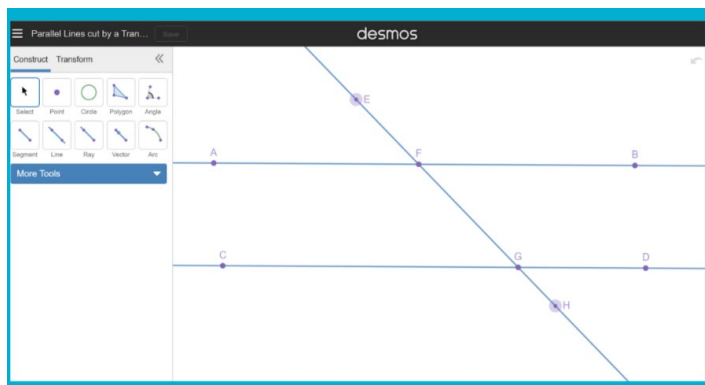 Parallel Lines cut by a Tran... Save desmos
Construct Transform
Select Point Circle Polygon Angle
Segment Line Ray Vector Arc
More Tools
E
A F B
C G D
H